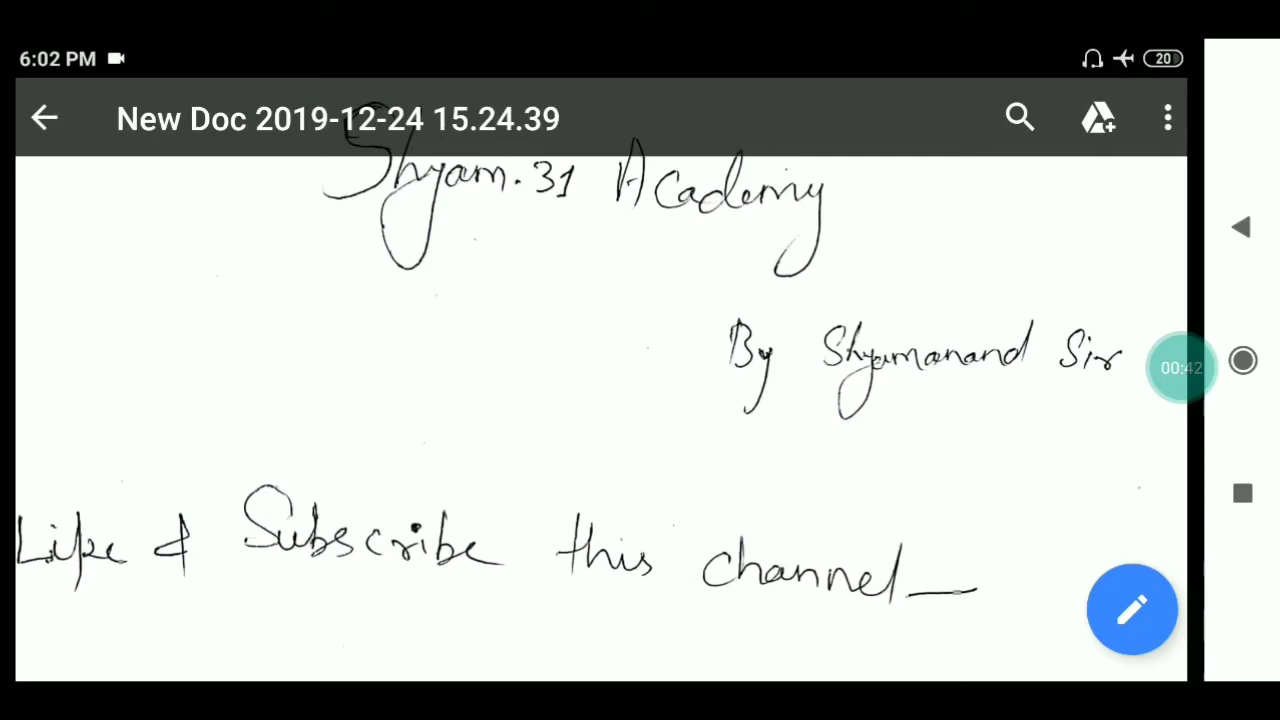 6:02 PM 20
New Doc 2019-12-24 15.24.39
Shyam.31 Academy
By Shyamanand Sir
00:42
Like & Subscribe this channel